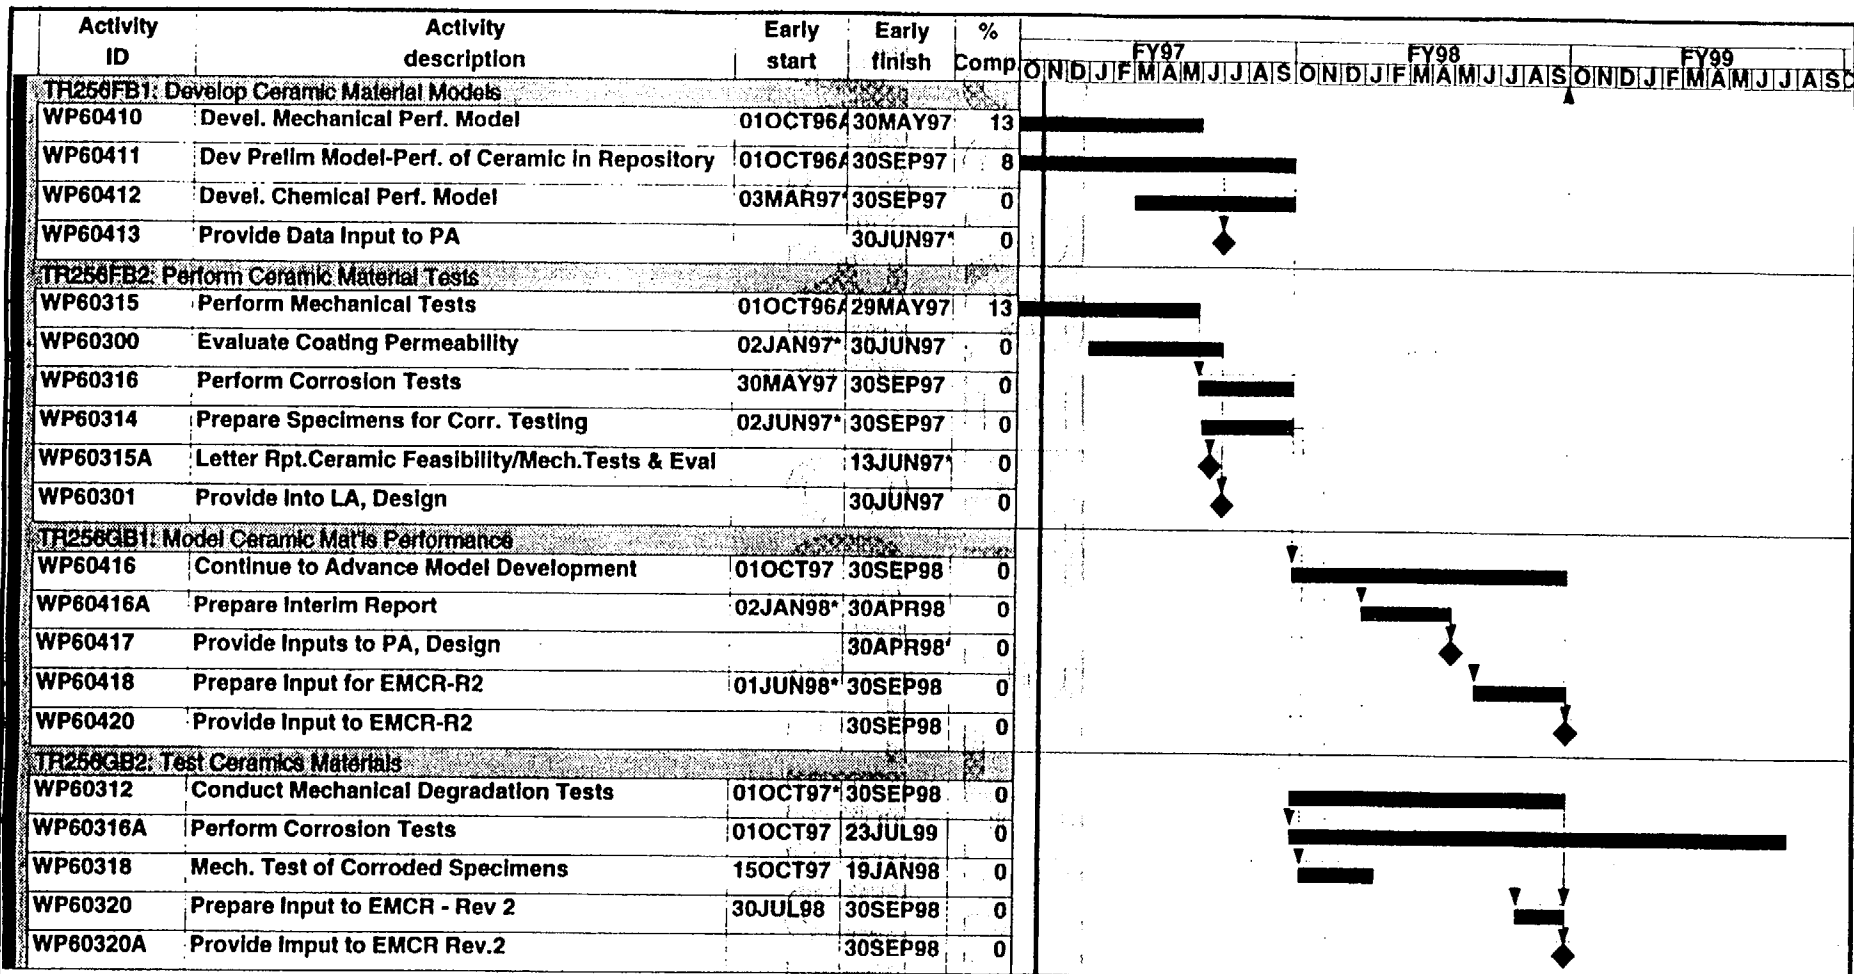 Activity ID Activity description Early start Early finish % Comp
FY97 FY98 FY99
O N D J F M A M J J A S O N D J F M A M J J A S O N D J F M A M J J A S O
TR256FB1: Develop Ceramic Material Models
WP60410 Devel. Mechanical Perf. Model 01OCT96A 30MAY97 13
WP60411 Dev Prelim Model-Perf. of Ceramic in Repository 01OCT96A 30SEP97 8
WP60412 Devel. Chemical Perf. Model 03MAR97* 30SEP97 0
WP60413 Provide Data Input to PA 30JUN97* 0
TR256FB2: Perform Ceramic Material Tests
WP60315 Perform Mechanical Tests 01OCT96A 29MAY97 13
WP60300 Evaluate Coating Permeability 02JAN97* 30JUN97 0
WP60316 Perform Corrosion Tests 30MAY97 30SEP97 0
WP60314 Prepare Specimens for Corr. Testing 02JUN97* 30SEP97 0
WP60315A Letter Rpt.Ceramic Feasibility/Mech.Tests & Eval 13JUN97* 0
WP60301 Provide Into LA, Design 30JUN97 0
TR256GB1: Model Ceramic Mat'ls Performance
WP60416 Continue to Advance Model Development 01OCT97 30SEP98 0
WP60416A Prepare Interim Report 02JAN98* 30APR98 0
WP60417 Provide Inputs to PA, Design 30APR98* 0
WP60418 Prepare Input for EMCR-R2 01JUN98* 30SEP98 0
WP60420 Provide Input to EMCR-R2 30SEP98 0
TR256GB2: Test Ceramics Materials
WP60312 Conduct Mechanical Degradation Tests 01OCT97* 30SEP98 0
WP60316A Perform Corrosion Tests 01OCT97 23JUL99 0
WP60318 Mech. Test of Corroded Specimens 15OCT97 19JAN98 0
WP60320 Prepare Input to EMCR - Rev 2 30JUL98 30SEP98 0
WP60320A Provide Imput to EMCR Rev.2 30SEP98 0